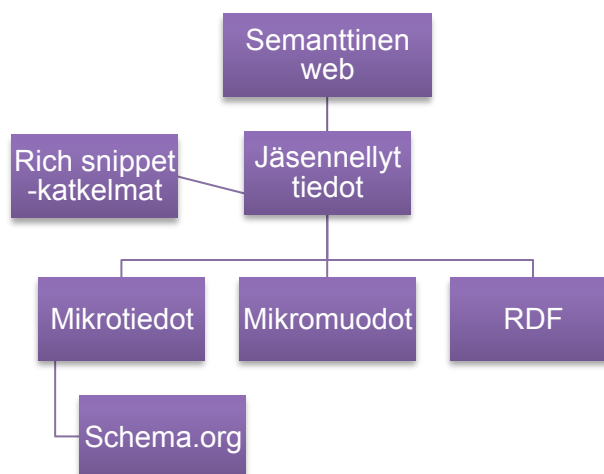 Semanttinen
web
Rich snippet
-katkelmat
Jäsennellyt
tiedot
Mikrotiedot
Mikromuodot
RDF
Schema.org